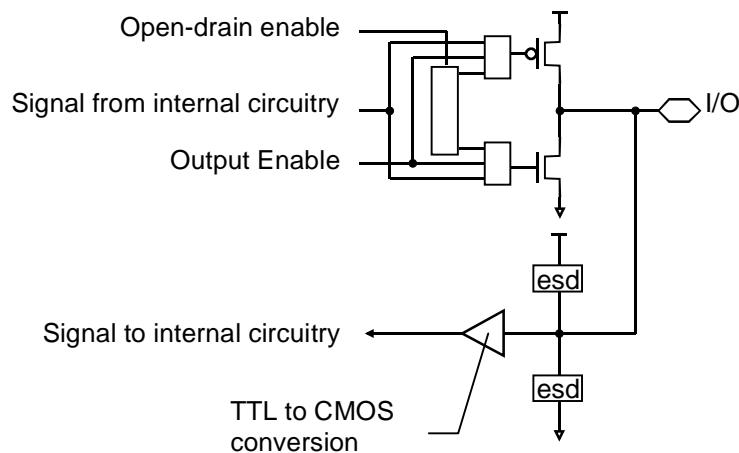 Open-drain enable
Signal from internal circuitry
I/O
Output Enable
esd
Signal to internal circuitry
esd
TTL to CMOS
conversion